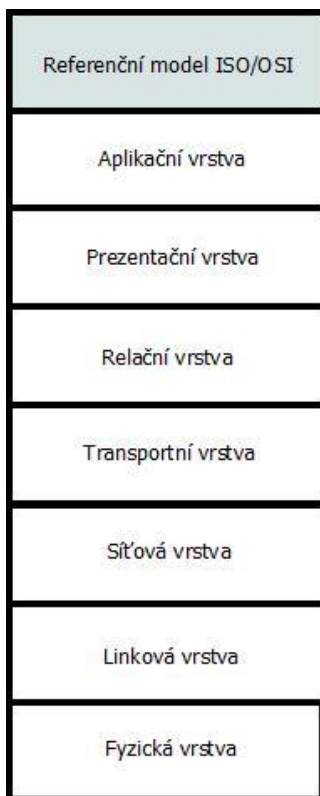 Referenční model ISO/OSI
Aplikační vrstva
Prezentační vrstva
Relační vrstva
Transportní vrstva
Síťová vrstva
Linková vrstva
Fyzická vrstva